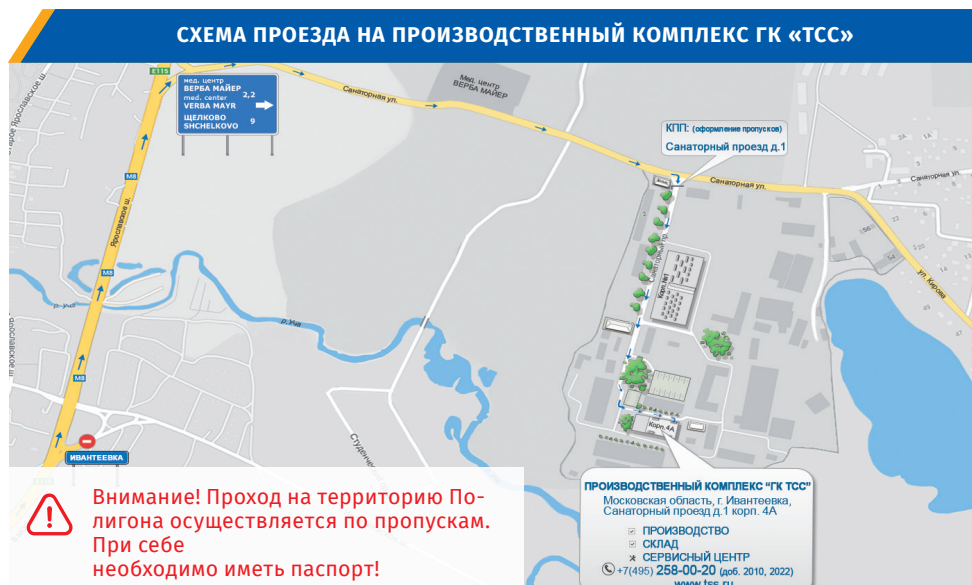 СХЕМА ПРОЕЗДА НА ПРОИЗВОДСТВЕННЫЙ КОМПЛЕКС ГК «ТСС»
E115
мед. центр
ВЕРБА МАЙЕР
med. center
VERBA MAYR
2,2
ЩЕЛКОВО
SHCHELKOVO
9
Санаторная ул.
Мед. центр
ВЕРБА МАЙЕР
КПП: (оформление пропусков)
Санаторный проезд д.1
Санаторная ул.
Санаторная ул.
2А
1А
M8
Ярославское ш.
M8
р. Уча
р. Уча
M8
Санаторный пр.
Корп.№1
ул. Кирова
Корп. 4А
ИВАНТЕЕВКА
Внимание! Проход на территорию По-
лигона осуществляется по пропускам.
При себе
необходимо иметь паспорт!
ПРОИЗВОДСТВЕННЫЙ КОМПЛЕКС "ГК ТСС"
Московская область, г. Ивантеевка,
Санаторный проезд д.1 корп. 4А
ПРОИЗВОДСТВО
СКЛАД
СЕРВИСНЫЙ ЦЕНТР
+7(495) 258-00-20 (доб. 2010, 2022)
www.tss.ru